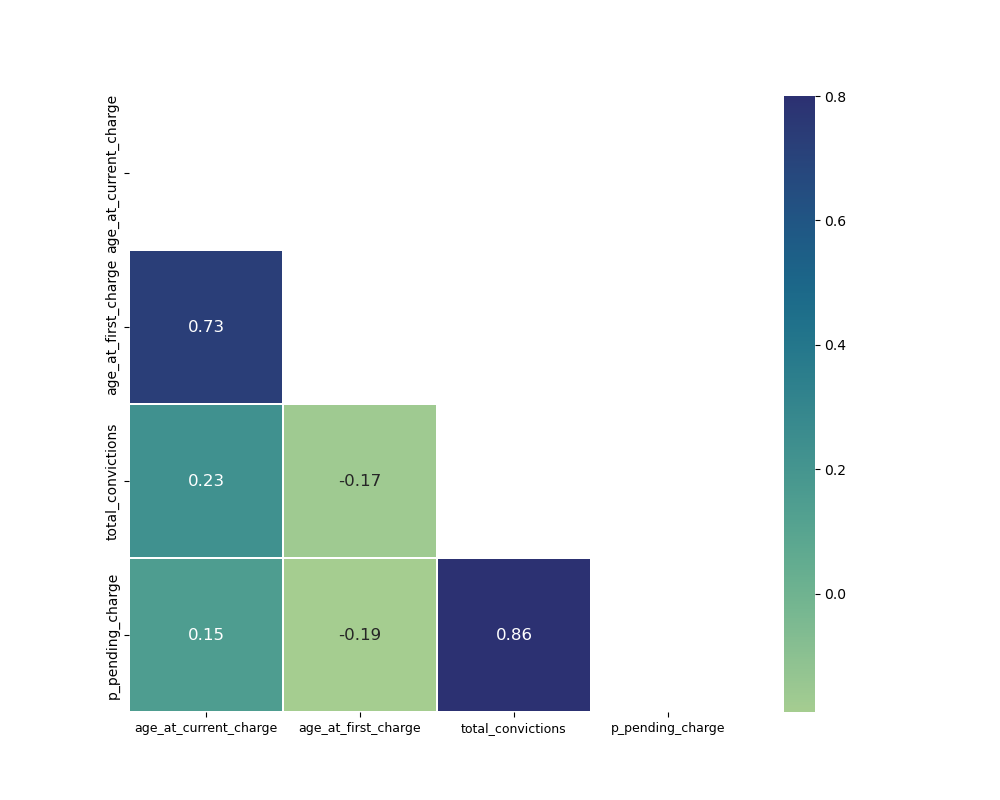 age_at_current_charge
age_at_first_charge
total_convictions
p_pending_charge
0.73
0.23
-0.17
0.15
-0.19
0.86
age_at_current_charge
age_at_first_charge
total_convictions
p_pending_charge
0.8
0.6
0.4
0.2
0.0